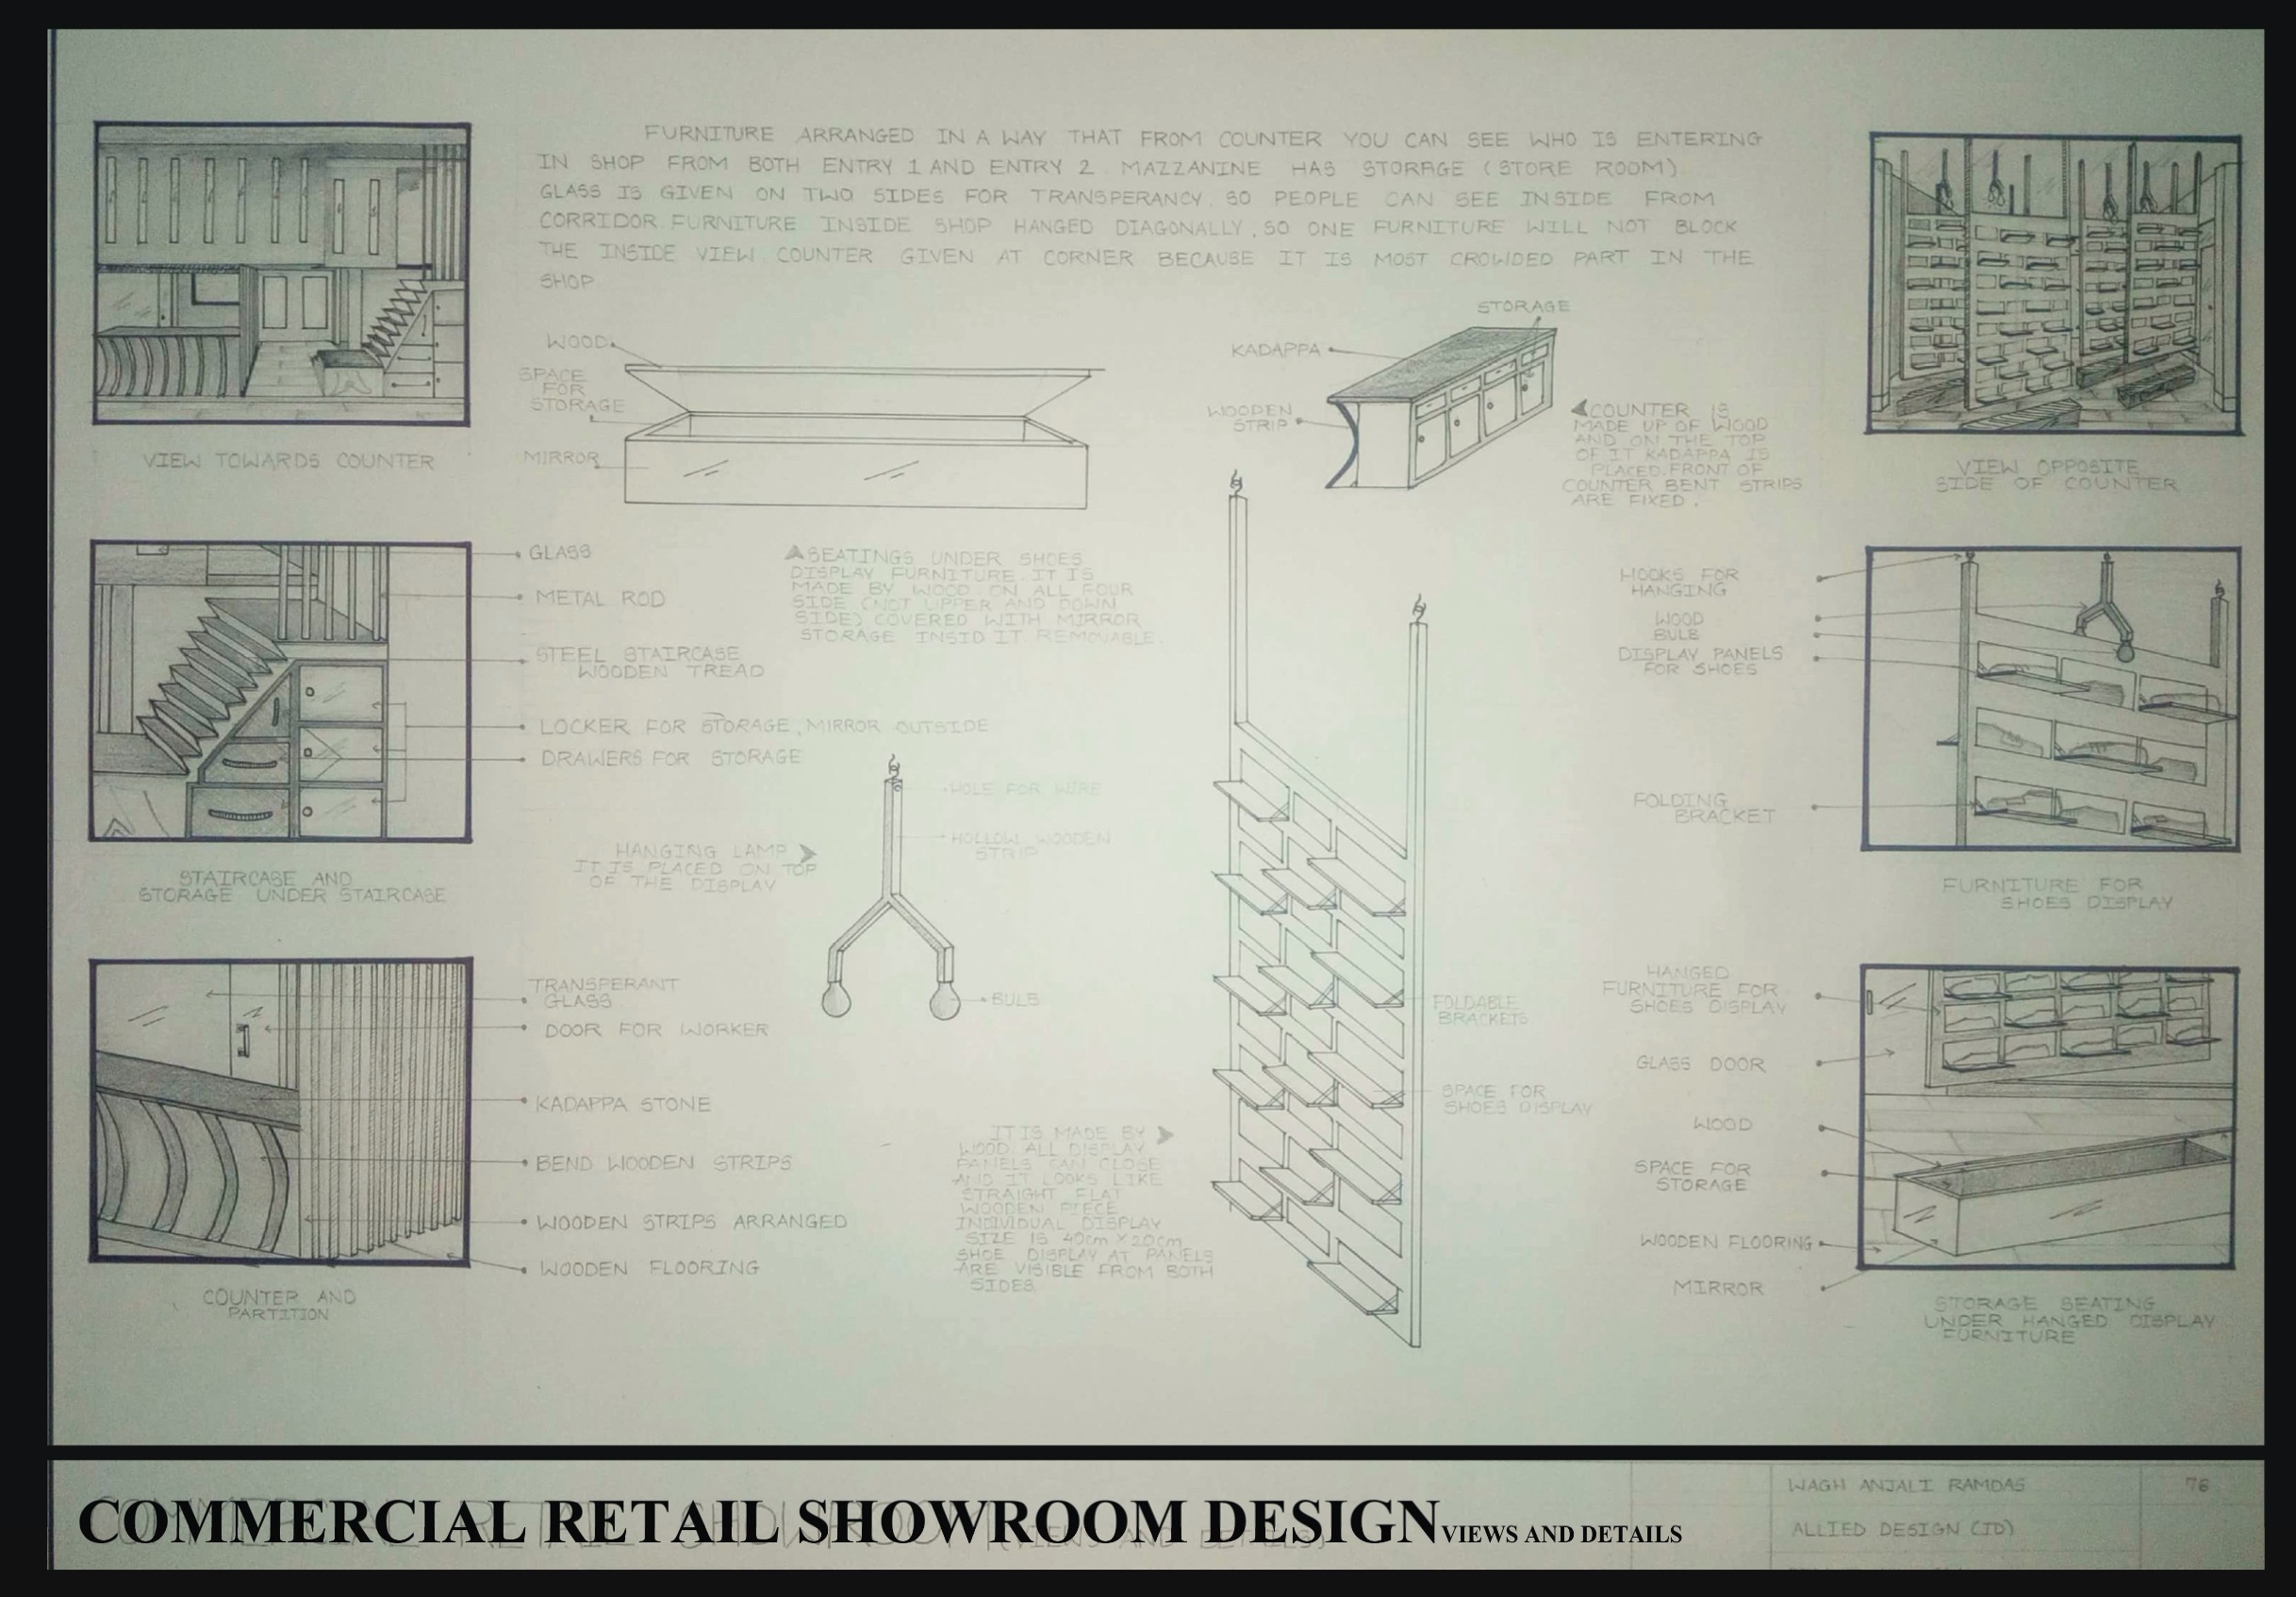 FURNITURE ARRANGED IN A WAY THAT FROM COUNTER YOU CAN SEE WHO IS ENTERING
IN SHOP FROM BOTH ENTRY 1 AND ENTRY 2. MAZZANINE HAS STORAGE (STORE ROOM)
GLASS IS GIVEN ON TWO SIDES FOR TRANSPERANCY. SO PEOPLE CAN SEE INSIDE FROM
CORRIDOR. FURNITURE INSIDE SHOP HANGED DIAGONALLY, SO ONE FURNITURE WILL NOT BLOCK
THE INSIDE VIEW. COUNTER GIVEN AT CORNER BECAUSE IT IS MOST CROWDED PART IN THE
SHOP
VIEW TOWARDS COUNTER
WOOD
SPACE
FOR
STORAGE
MIRROR
STORAGE
KADAPPA
WOODEN
STRIP
COUNTER IS
MADE UP OF WOOD
AND ON THE TOP
OF IT KADAPPA IS
PLACED. FRONT OF
COUNTER BENT STRIPS
ARE FIXED.
VIEW OPPOSITE
SIDE OF COUNTER
GLASS
METAL ROD
STEEL STAIRCASE
WOODEN TREAD
LOCKER FOR STORAGE, MIRROR OUTSIDE
DRAWERS FOR STORAGE
STAIRCASE AND
STORAGE UNDER STAIRCASE
SEATINGS UNDER SHOES
DISPLAY FURNITURE. IT IS
MADE BY WOOD. ON ALL FOUR
SIDE (NOT UPPER AND DOWN
SIDE) COVERED WITH MIRROR
STORAGE INSID IT REMOVABLE.
HOLE FOR WIRE
HOLLOW WOODEN
STRIP
HANGING LAMP
IT IS PLACED ON TOP
OF THE DISPLAY
BULB
HOOKS FOR
HANGING
WOOD
BULB
DISPLAY PANELS
FOR SHOES
FOLDING
BRACKET
FURNITURE FOR
SHOES DISPLAY
TRANSPERANT
GLASS
DOOR FOR WORKER
KADAPPA STONE
BEND WOODEN STRIPS
WOODEN STRIPS ARRANGED
WOODEN FLOORING
COUNTER AND
PARTITION
IT IS MADE BY
WOOD. ALL DISPLAY
PANELS CAN CLOSE
AND IT LOOKS LIKE
STRAIGHT FLAT
WOODEN PIECE
INDIVIDUAL DISPLAY
SIZE IS 40cm X 20cm
SHOE DISPLAY AT PANELS
ARE VISIBLE FROM BOTH
SIDES.
FOLDABLE
BRACKETS
SPACE FOR
SHOES DISPLAY
HANGED
FURNITURE FOR
SHOES DISPLAY
GLASS DOOR
WOOD
SPACE FOR
STORAGE
WOODEN FLOORING
MIRROR
STORAGE SEATING
UNDER HANGED DISPLAY
FURNITURE
COMMERCIAL RETAIL SHOWROOM DESIGN VIEWS AND DETAILS
WAGH ANJALI RAMDAS
76
ALLIED DESIGN (ID)